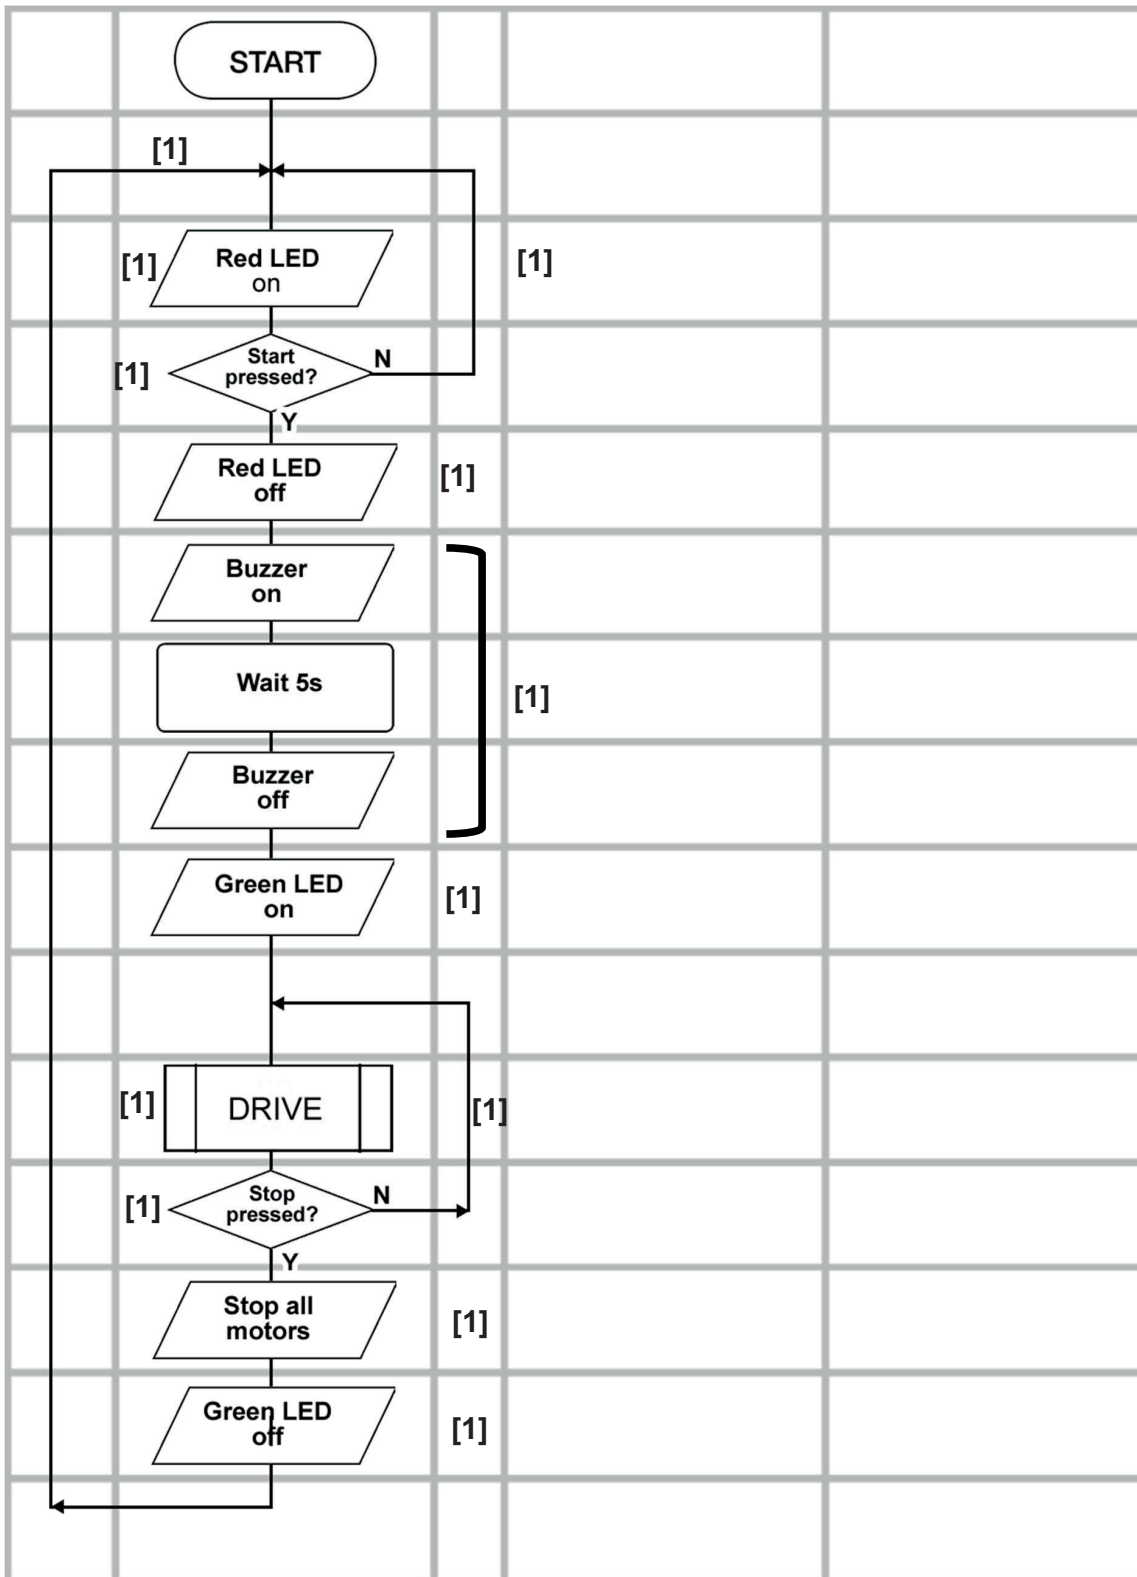 START
[1]
[1]
Red LED
on
[1]
[1]
Start
pressed?
N
Y
Red LED
off
[1]
Buzzer
on
Wait 5s
[1]
Buzzer
off
Green LED
on
[1]
[1]
DRIVE
[1]
[1]
Stop
pressed?
N
Y
Stop all
motors
[1]
Green LED
off
[1]